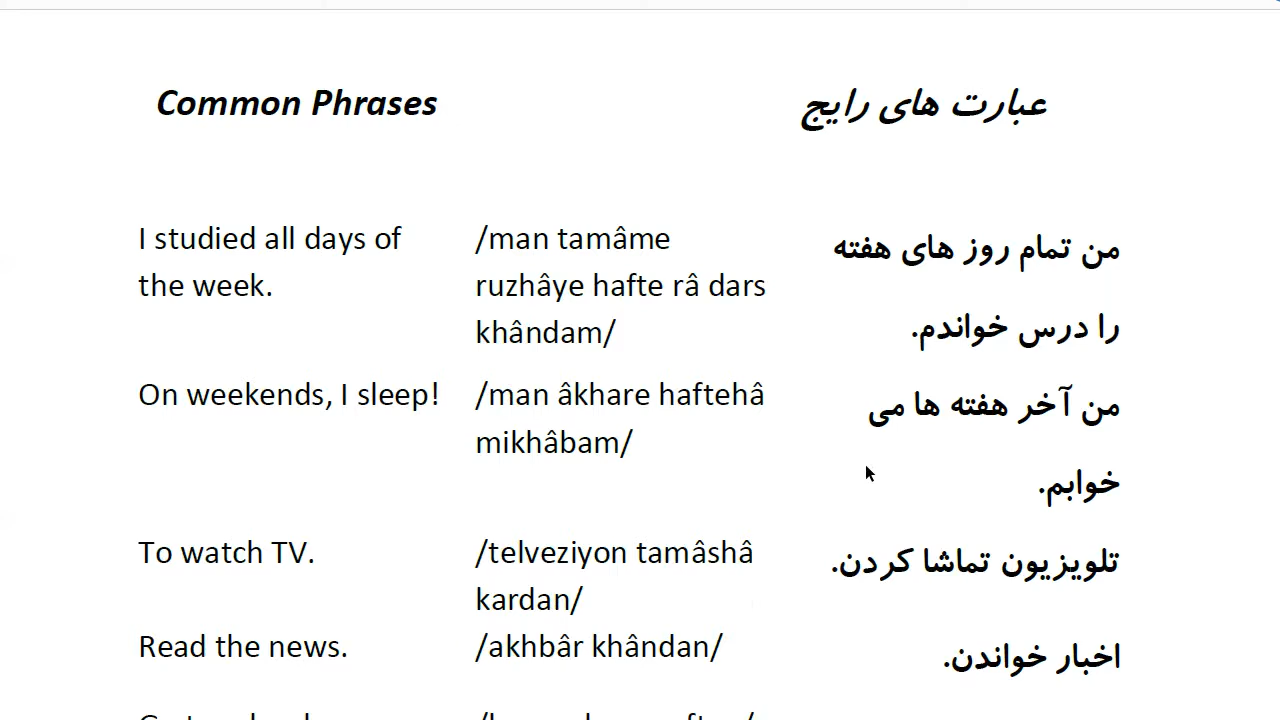 Common Phrases
عبارت های رایج
I studied all days of
the week.
/man tamâme
ruzhâye hafte râ dars
khândam/
من تمام روز های هفته
را درس خواندم.
On weekends, I sleep!
/man âkhare haftehâ
mikhâbam/
من آخر هفته ها می
خوابم.
To watch TV.
/telveziyon tamâshâ
kardan/
تلویزیون تماشا کردن.
Read the news.
/akhbâr khândan/
اخبار خواندن.